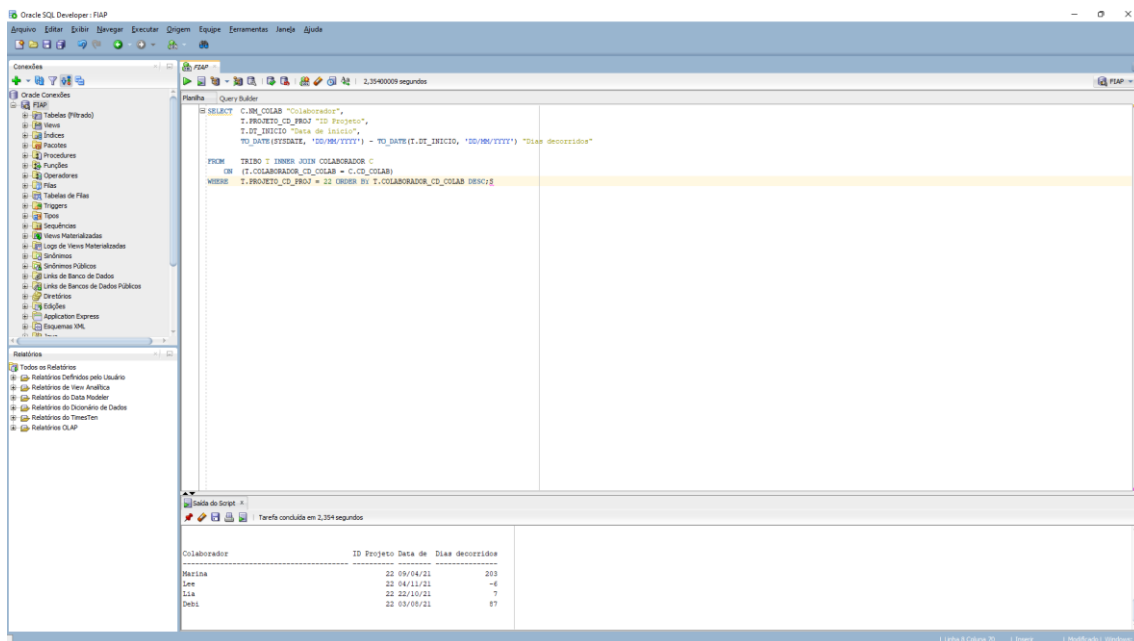 Oracle SQL Developer : FIAP
Arquivo Editar Exibir Navegar Executar Origem Equipe Ferramentas Janela Ajuda
Conexões
Oracle Conexões
FIAP
Tabelas (Filtrado)
Views
Índices
Pacotes
Procedures
Funções
Operadores
Filas
Tabelas de Filas
Triggers
Tipos
Sequências
Views Materializadas
Logs de Views Materializadas
Sinônimos
Sinônimos Públicos
Links de Banco de Dados
Links de Bancos de Dados Públicos
Diretórios
Edições
Application Express
Esquemas XML
Relatórios
Todos os Relatórios
Relatórios Definidos pelo Usuário
Relatórios de View Analítica
Relatórios do Data Modeler
Relatórios do Dicionário de Dados
Relatórios do TimesTen
Relatórios OLAP
FIAP
2,35400009 segundos
FIAP
Planilha Query Builder
SELECT C.NM_COLAB "Colaborador",
T.PROJETO_CD_PROJ "ID Projeto",
T.DT_INICIO "Data de inicio",
TO_DATE(SYSDATE, 'DD/MM/YYYY') - TO_DATE(T.DT_INICIO, 'DD/MM/YYYY') "Dias decorridos"
FROM TRIBO T INNER JOIN COLABORADOR C
ON (T.COLABORADOR_CD_COLAB = C.CD_COLAB)
WHERE T.PROJETO_CD_PROJ = 22 ORDER BY T.COLABORADOR_CD_COLAB DESC;5
Saída do Script
Tarefa concluída em 2,354 segundos
Colaborador ID Projeto Data de Dias decorridos
Marina 22 09/04/21 203
Lee 22 04/11/21 -6
Lia 22 22/10/21 7
Debi 22 03/08/21 87